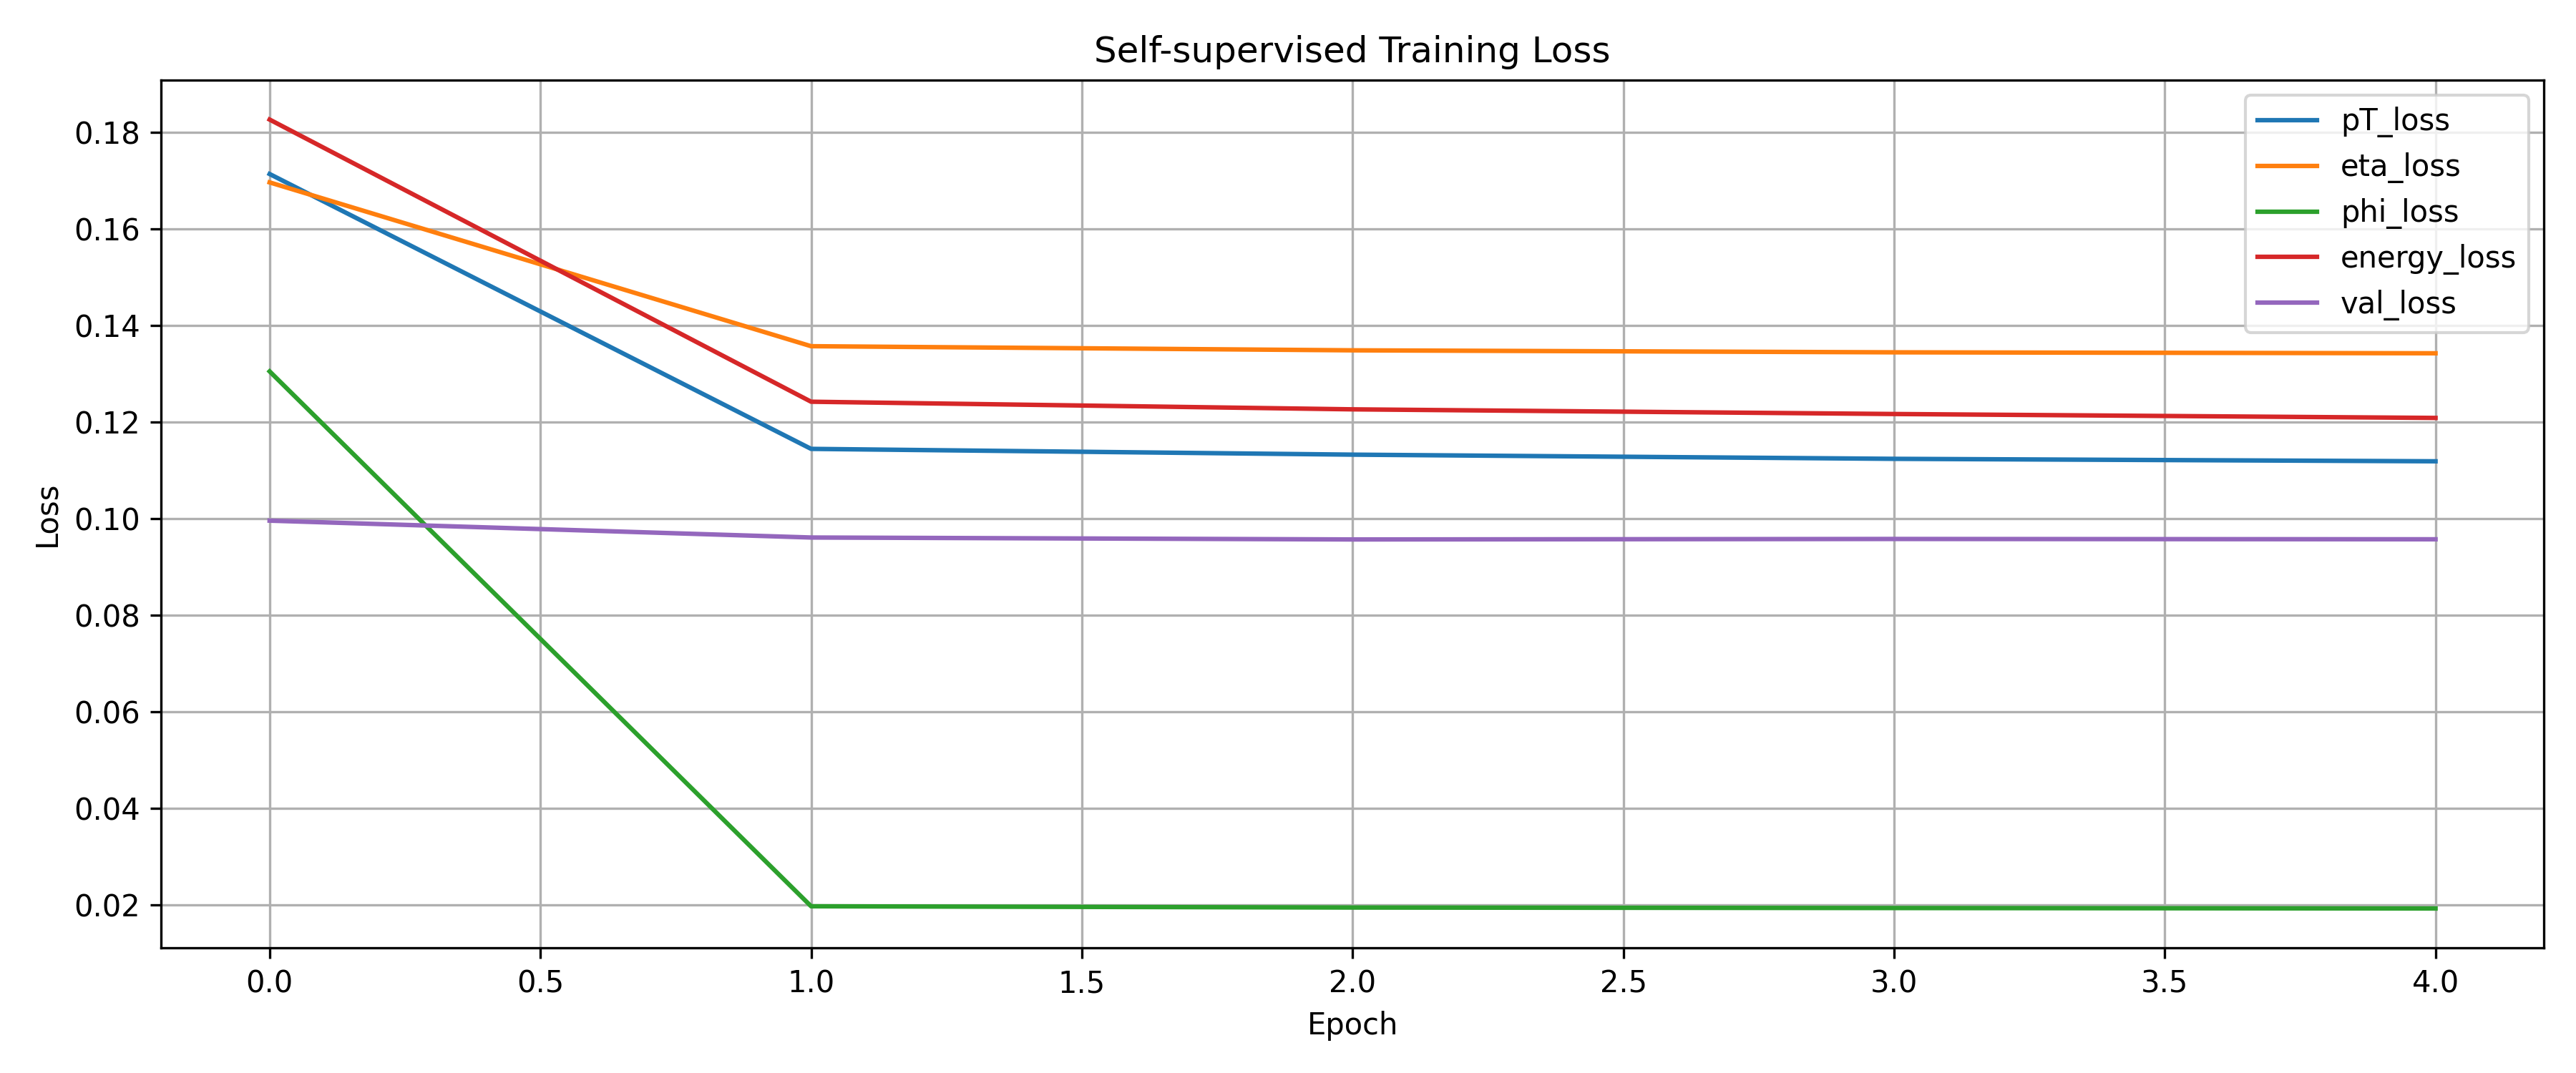 Self-supervised Training Loss
0.18
0.16
0.14
0.12
0.10
0.08
0.06
0.04
0.02
Loss
pT_loss
eta_loss
phi_loss
energy_loss
val_loss
0.0 0.5 1.0 1.5 2.0 2.5 3.0 3.5 4.0
Epoch